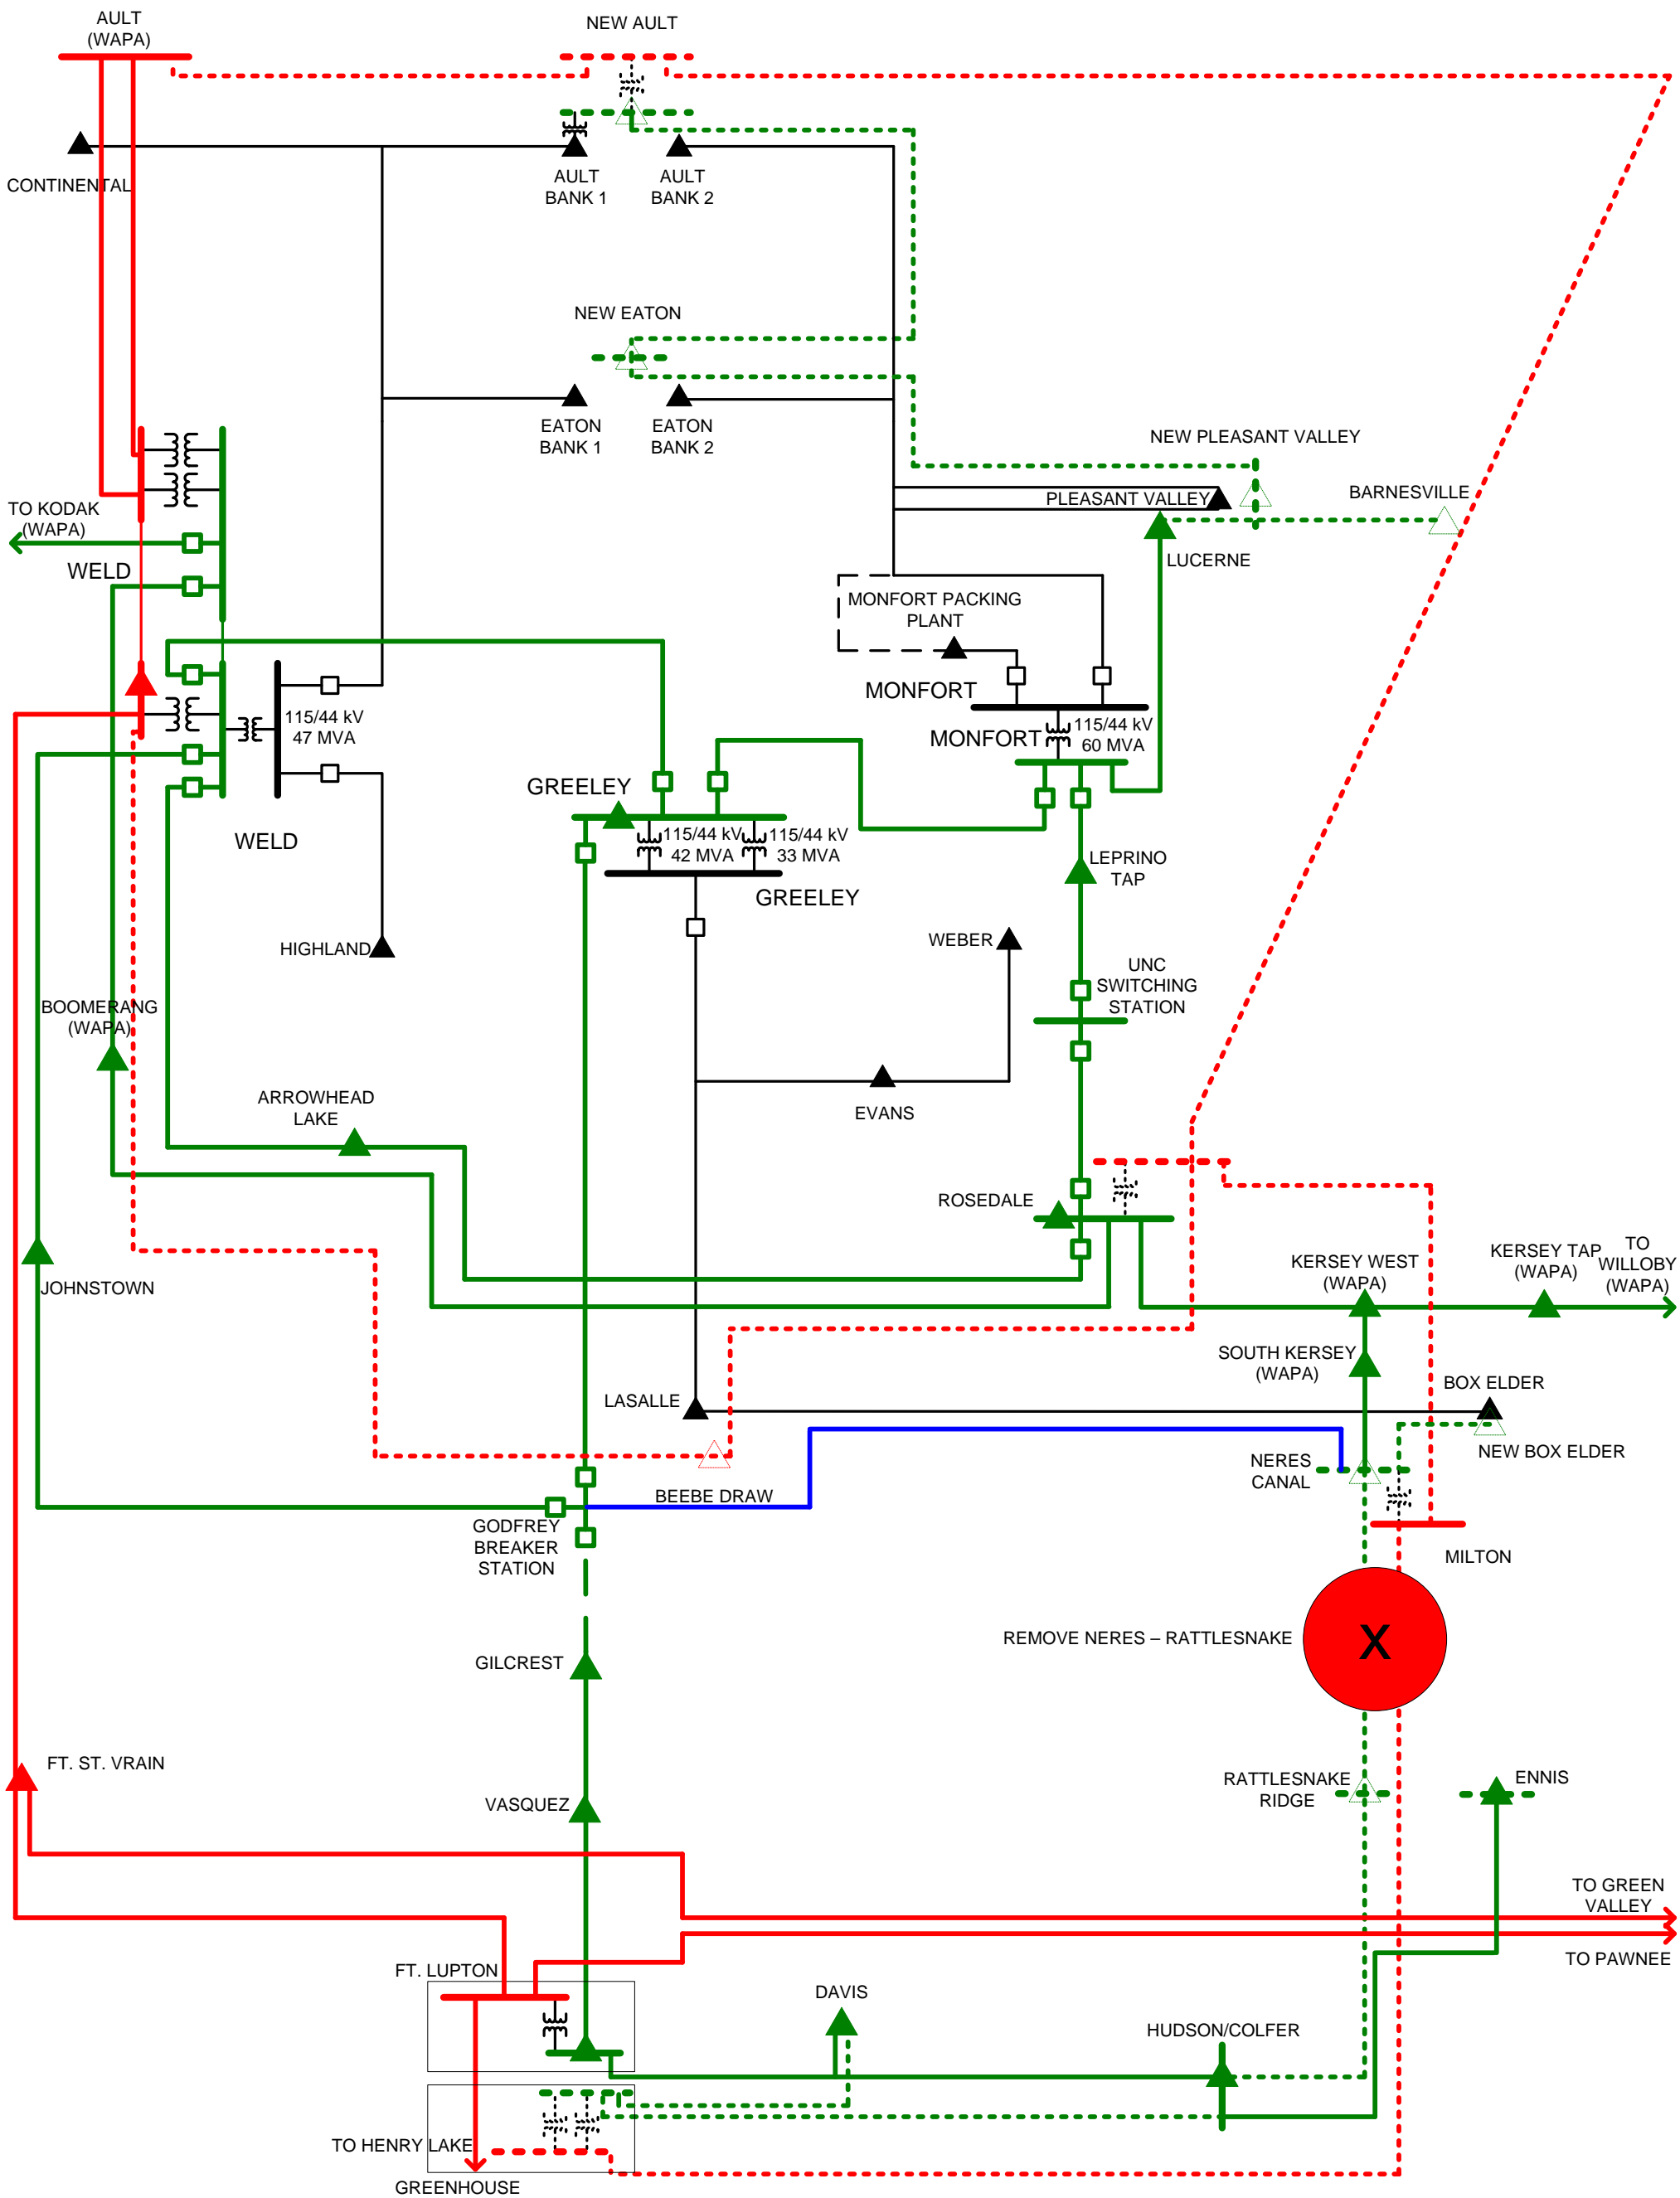 AULT
(WAPA)
NEW AULT
CONTINENTAL
AULT
BANK 1
AULT
BANK 2
NEW EATON
EATON
BANK 1
EATON
BANK 2
NEW PLEASANT VALLEY
PLEASANT VALLEY
BARNESVILLE
TO KODAK
(WAPA)
WELD
LUCERNE
MONFORT PACKING
PLANT
MONFORT
115/44 kV
47 MVA
MONFORT
115/44 kV
60 MVA
GREELEY
WELD
115/44 kV
42 MVA
115/44 kV
33 MVA
LEPRINO
TAP
GREELEY
HIGHLAND
WEBER
UNC
SWITCHING
STATION
BOOMERANG
(WAPA)
ARROWHEAD
LAKE
EVANS
ROSEDALE
JOHNSTOWN
KERSEY WEST
(WAPA)
KERSEY TAP
(WAPA)
TO
WILLOBY
(WAPA)
SOUTH KERSEY
(WAPA)
LASALLE
BOX ELDER
NEW BOX ELDER
NERES
CANAL
BEEBE DRAW
GODFREY
BREAKER
STATION
MILTON
REMOVE NERES – RATTLESNAKE
X
GILCREST
FT. ST. VRAIN
VASQUEZ
RATTLESNAKE
RIDGE
ENNIS
TO GREEN
VALLEY
TO PAWNEE
FT. LUPTON
DAVIS
HUDSON/COLFER
TO HENRY LAKE
GREENHOUSE